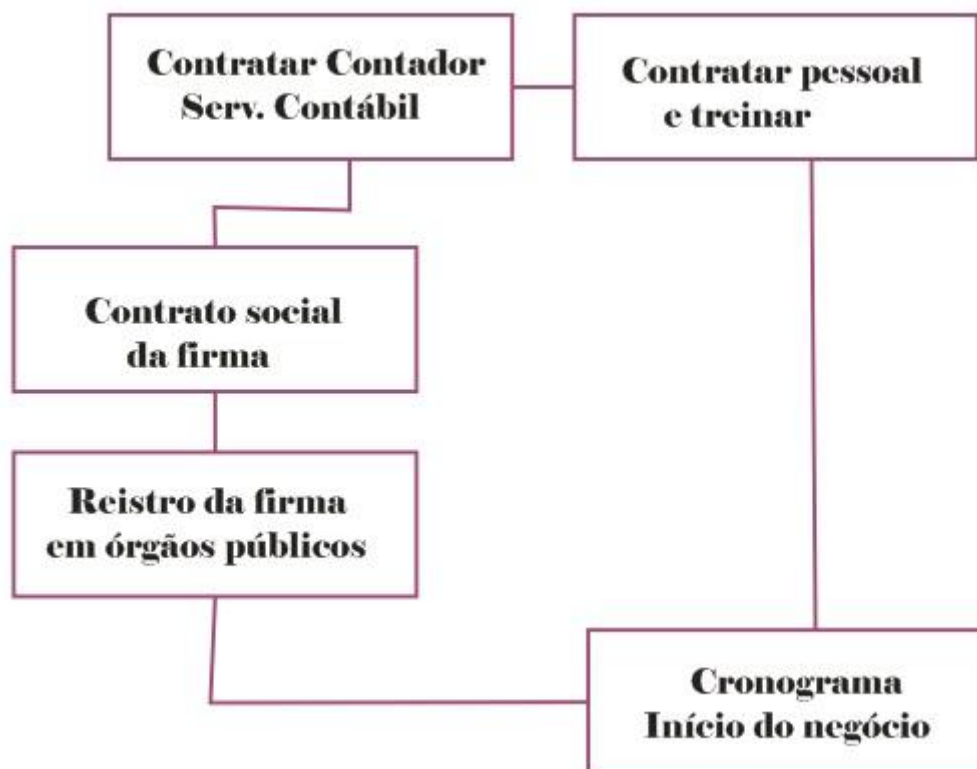 Contratar Contador
Serv. Contábil
Contratar pessoal
e treinar
Contrato social
da firma
Reistro da firma
em órgãos públicos
Cronograma
Início do negócio